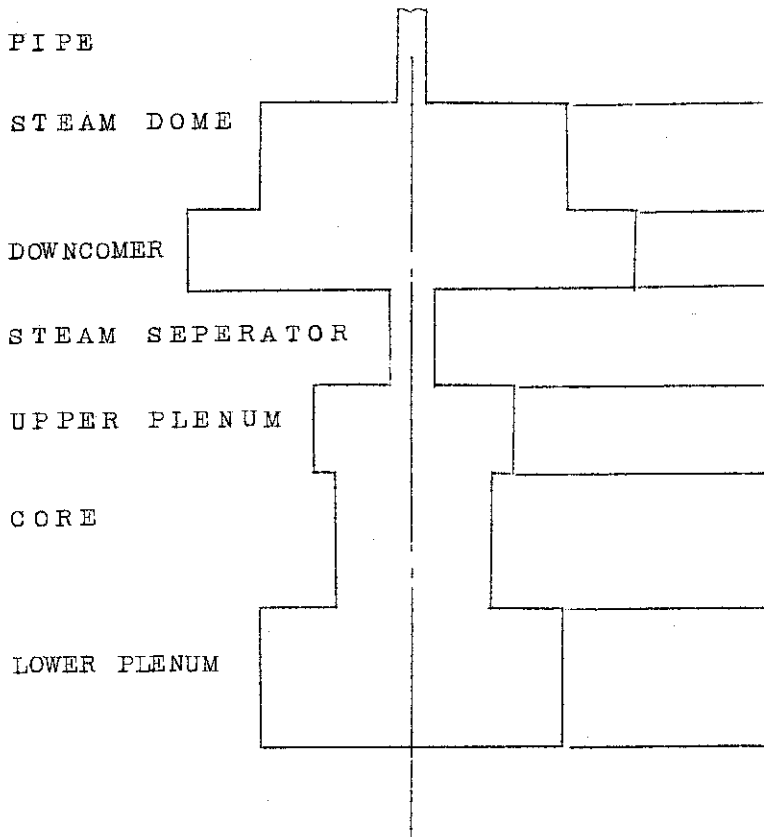 PIPE
STEAM DOME
DOWNCOMER
STEAM SEPERATOR
UPPER PLENUM
CORE
LOWER PLENUM